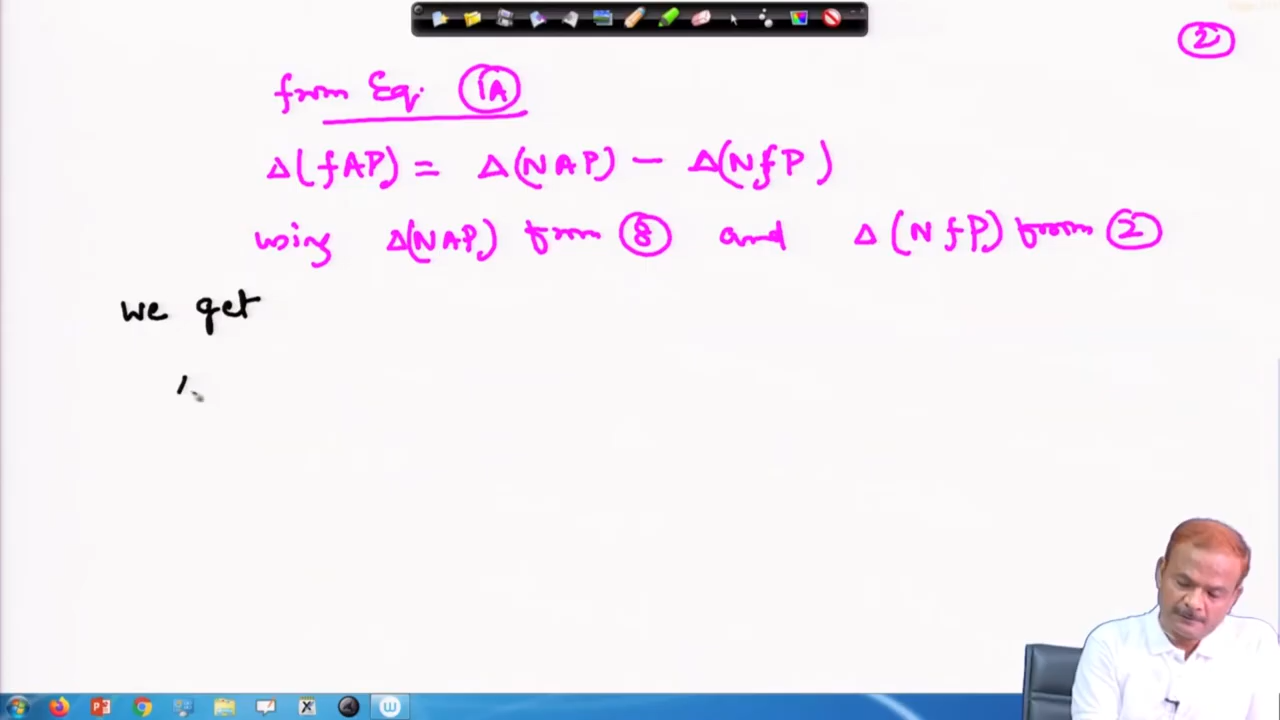 ②
from Eq. ①A
Δ(fAP) = Δ(NAP) − Δ(NfP)
using Δ(NAP) from ⑧ and Δ(NfP) from ②
we get